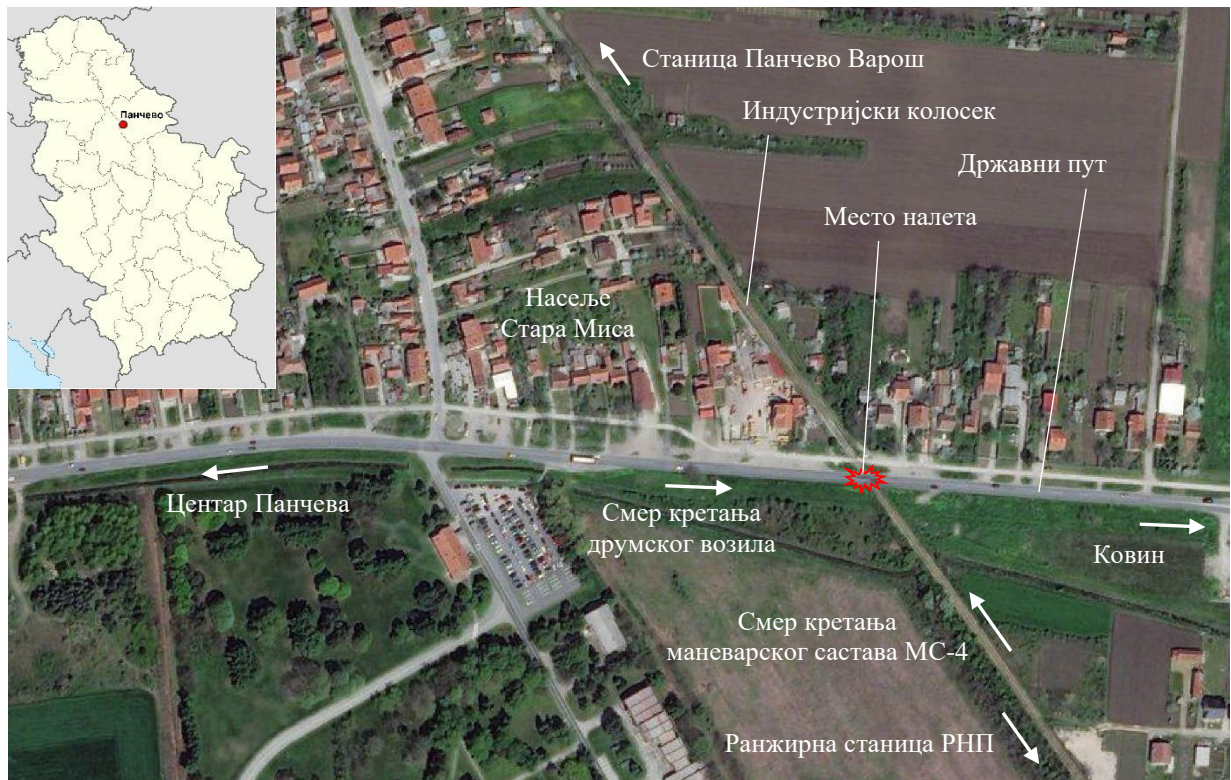 Панчево
Станица Панчево Варош
Индустријски колосек
Државни пут
Место налета
Насеље
Стара Миса
Центар Панчева
Смер кретања
друмског возила
Ковин
Смер кретања
маневарског састава МС-4
Ранжирна станица РНП